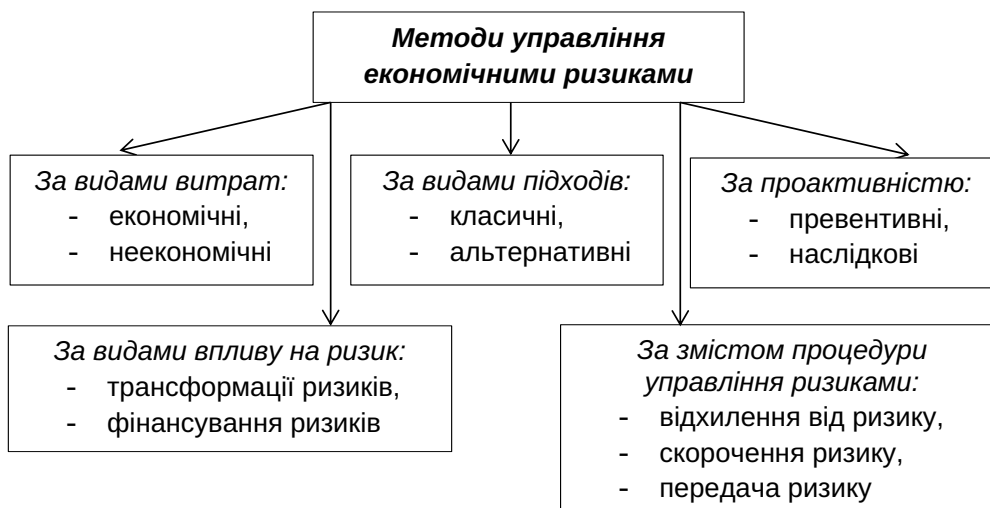 Методи управління
економічними ризиками
За видами витрат:
- економічні,
- неекономічні
За видами підходів:
- класичні,
- альтернативні
За проактивністю:
- превентивні,
- наслідкові
За видами впливу на ризик:
- трансформації ризиків,
- фінансування ризиків
За змістом процедури
управління ризиками:
- відхилення від ризику,
- скорочення ризику,
- передача ризику